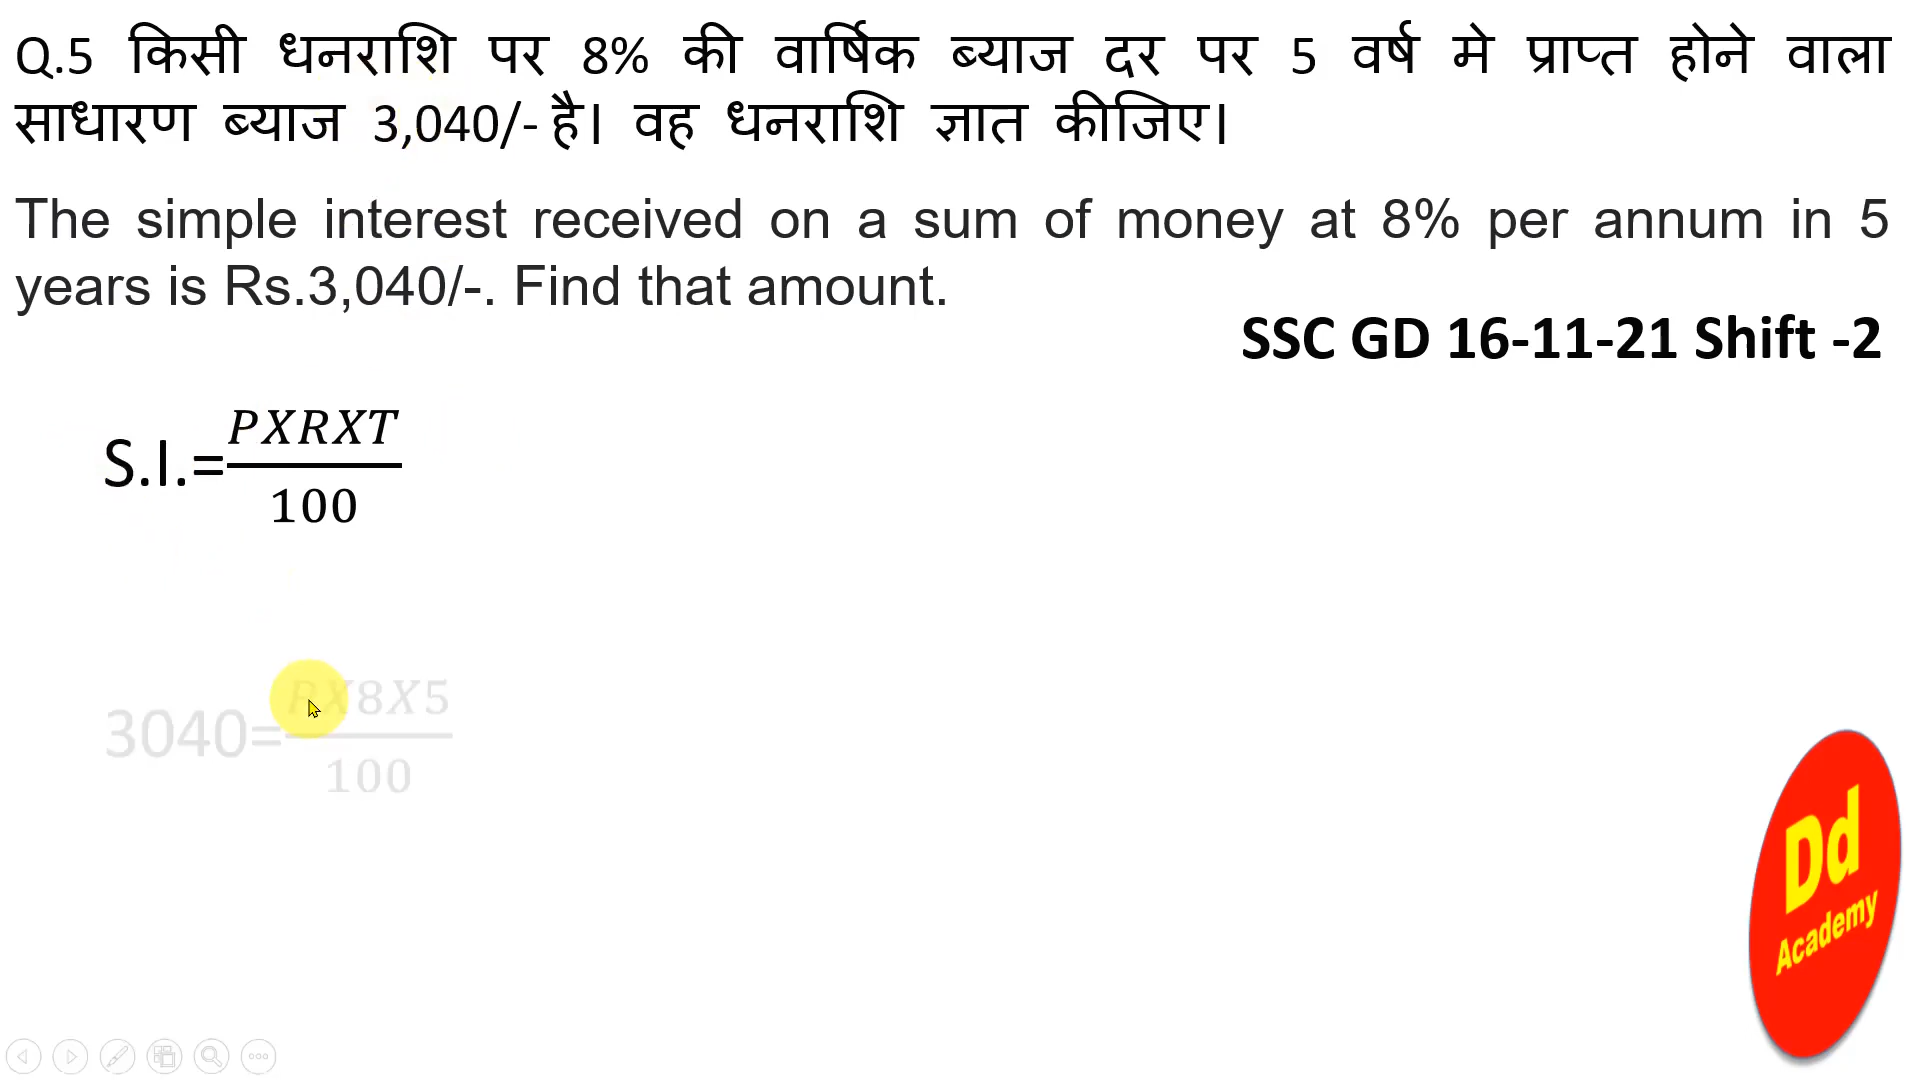 Q.5 किसी धनराशि पर 8% की वार्षिक ब्याज दर पर 5 वर्ष मे प्राप्त होने वाला
साधारण ब्याज 3,040/- है। वह धनराशि ज्ञात कीजिए।
The simple interest received on a sum of money at 8% per annum in 5
years is Rs.3,040/-. Find that amount.
SSC GD 16-11-21 Shift -2
S.I.=PXRXT/100
3040=PX8X5/100
Dd
Academy